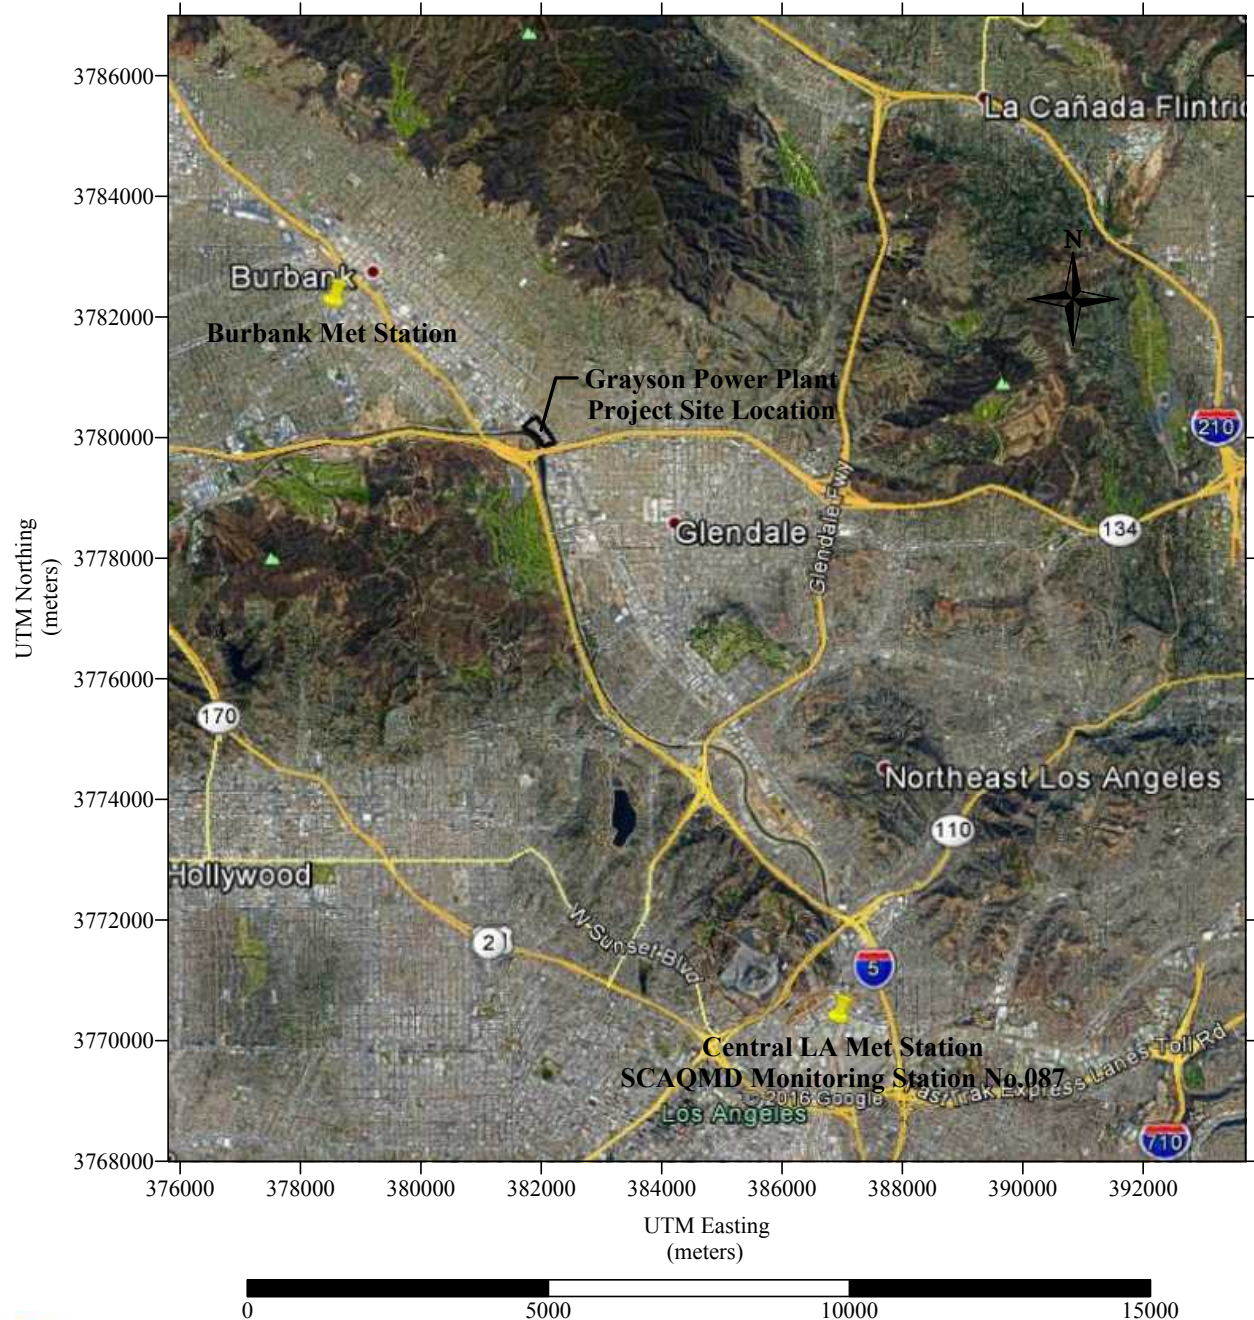 3786000
La Cañada Flintri
3784000
N
Burbank
3782000
Burbank Met Station
Grayson Power Plant
Project Site Location
3780000
210
134
Glendale
Glendale Fwy
3778000
UTM Northing
(meters)
3776000
170
3774000
Northeast Los Angeles
110
Hollywood
3772000
2
W Sunset Blvd
5
3770000
Central LA Met Station
SCAQMD Monitoring Station No.087
astrak Express Lanes Toll Rd
2016 Google
Los Angeles
710
3768000
376000 378000 380000 382000 384000 386000 388000 390000 392000
UTM Easting
(meters)
0 5000 10000 15000